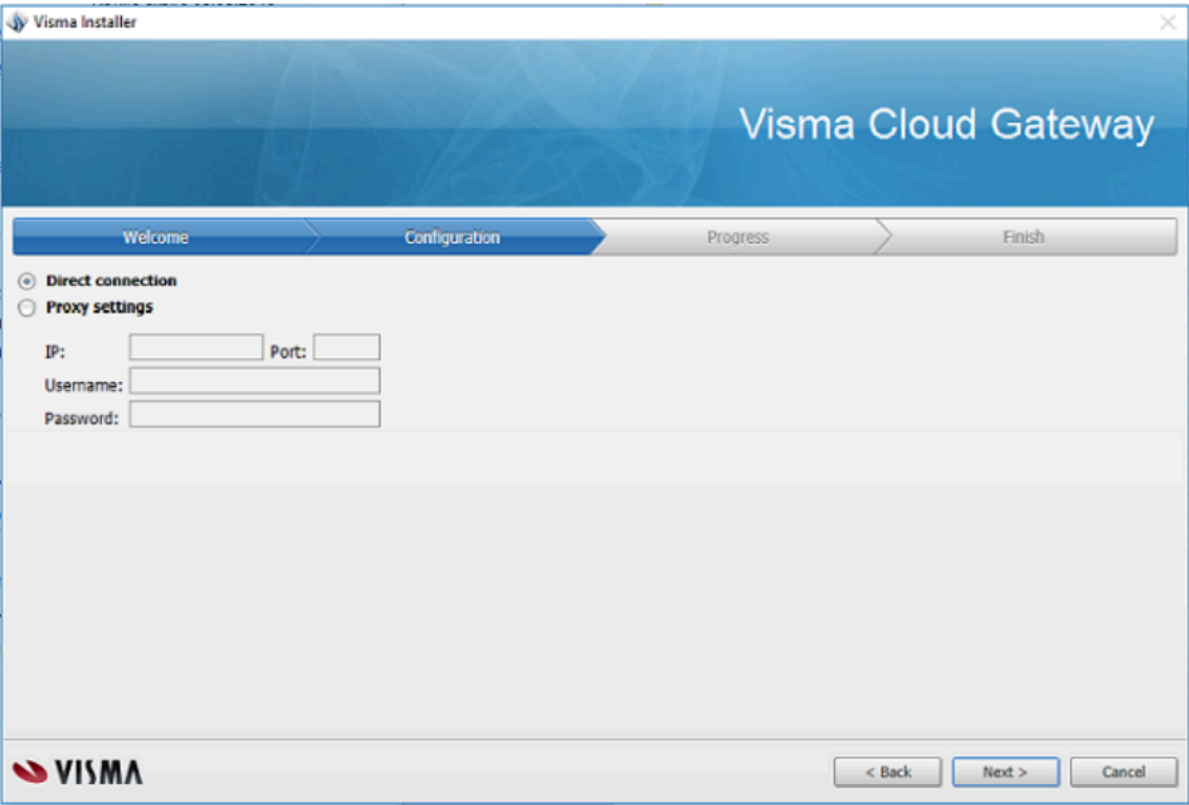 Visma Installer
Visma Cloud Gateway
Welcome Configuration Progress Finish
Direct connection
Proxy settings
IP: Port:
Username:
Password:
VISMA < Back Next > Cancel